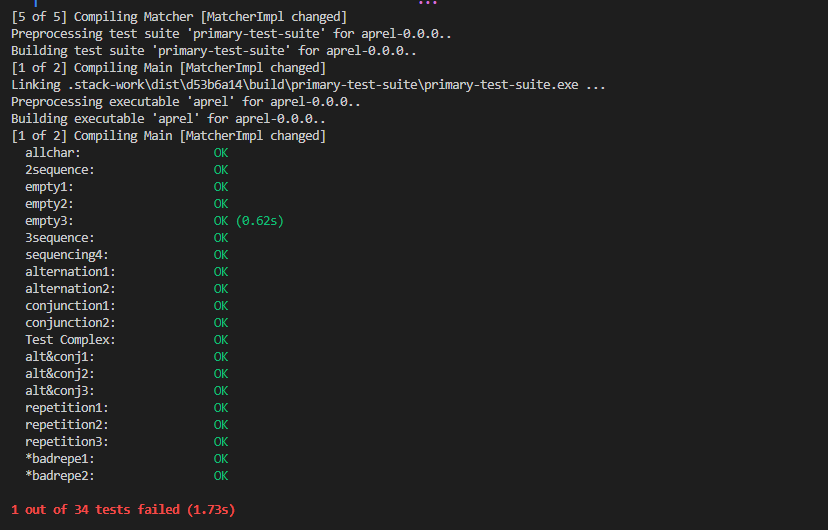 [5 of 5] Compiling Matcher [MatcherImpl changed]
Preprocessing test suite 'primary-test-suite' for aprel-0.0.0..
Building test suite 'primary-test-suite' for aprel-0.0.0..
[1 of 2] Compiling Main [MatcherImpl changed]
Linking .stack-work\dist\d53b6a14\build\primary-test-suite\primary-test-suite.exe ...
Preprocessing executable 'aprel' for aprel-0.0.0..
Building executable 'aprel' for aprel-0.0.0..
[1 of 2] Compiling Main [MatcherImpl changed]
allchar: OK
2sequence: OK
empty1: OK
empty2: OK
empty3: OK (0.62s)
3sequence: OK
sequencing4: OK
alternation1: OK
alternation2: OK
conjunction1: OK
conjunction2: OK
Test Complex: OK
alt&conj1: OK
alt&conj2: OK
alt&conj3: OK
repetition1: OK
repetition2: OK
repetition3: OK
*badrepe1: OK
*badrepe2: OK
1 out of 34 tests failed (1.73s)